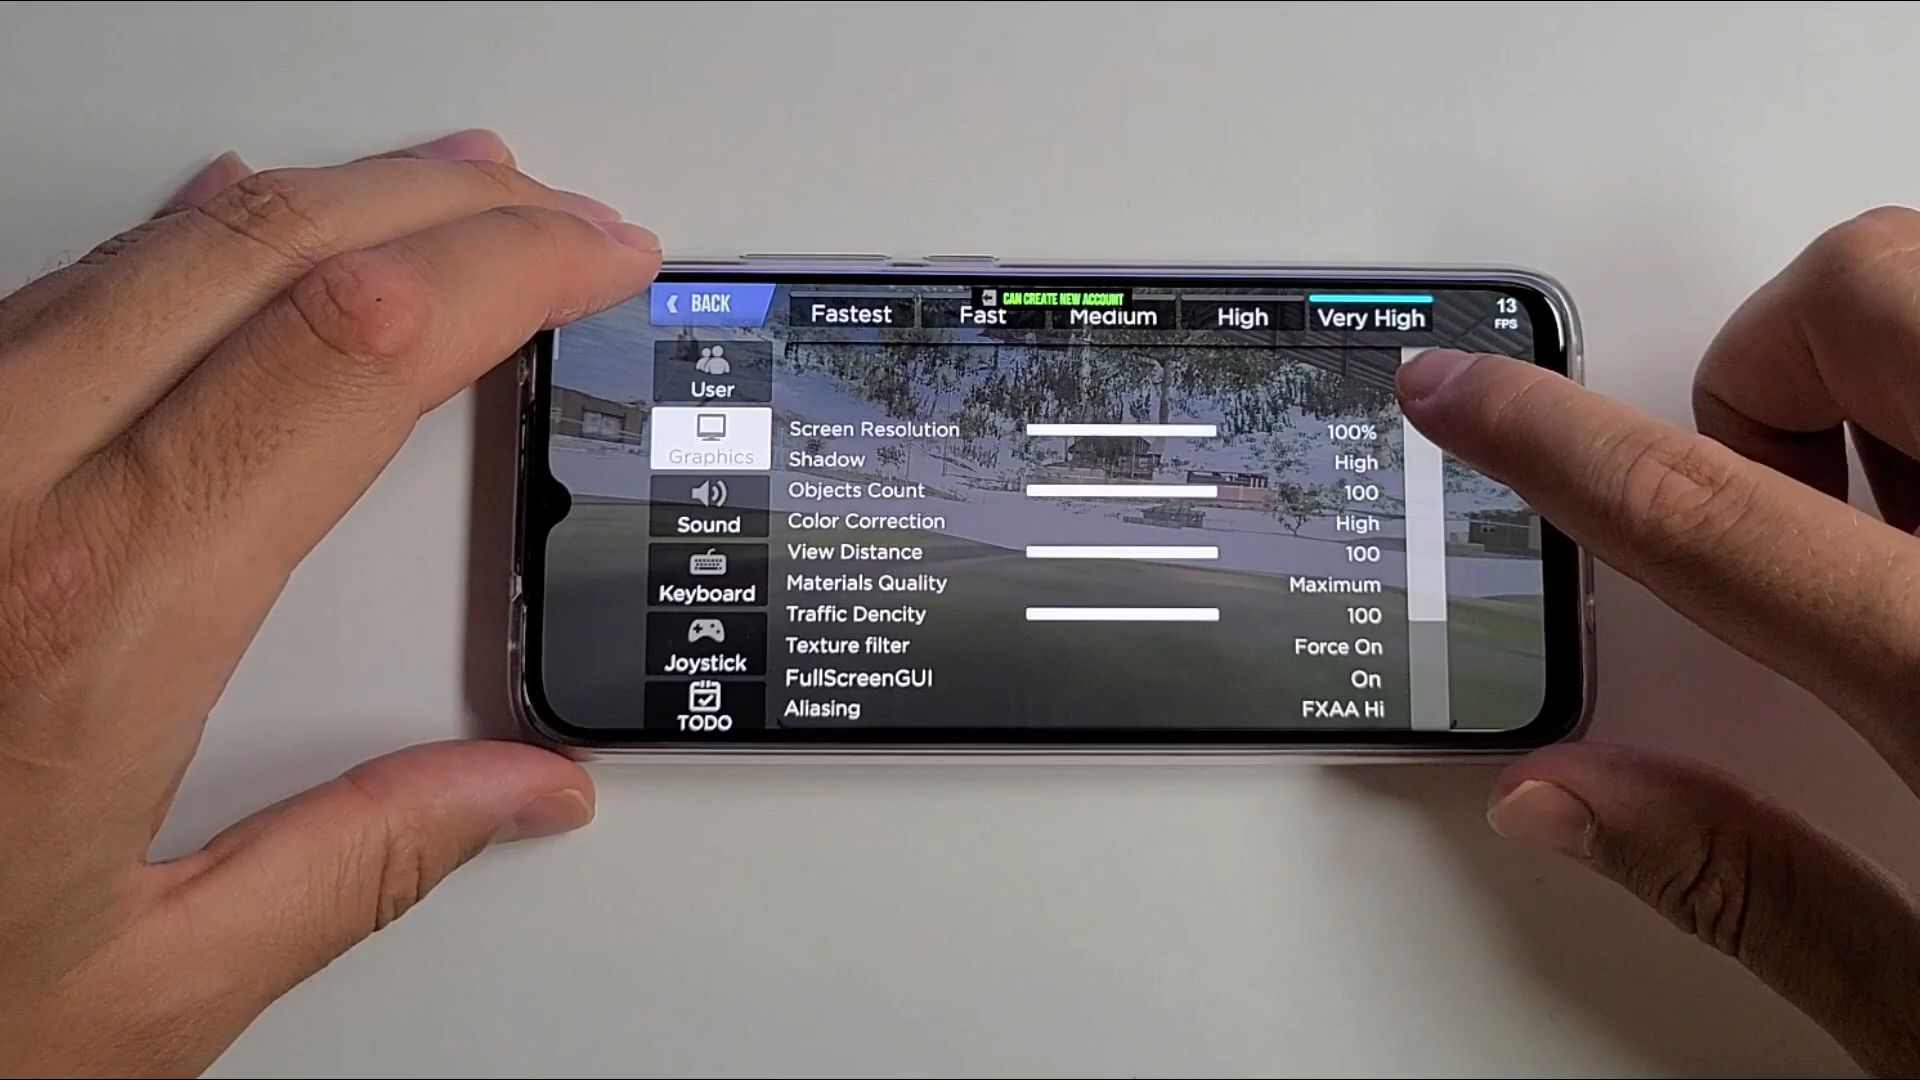 BACK
Fastest
Fast
CAN CREATE NEW ACCOUNT
Medium
High
Very High
13
FPS
User
Graphics
Sound
Keyboard
Joystick
TODO
Screen Resolution 100%
Shadow High
Objects Count 100
Color Correction High
View Distance 100
Materials Quality Maximum
Traffic Dencity 100
Texture filter Force On
FullScreenGUI On
Aliasing FXAA Hi